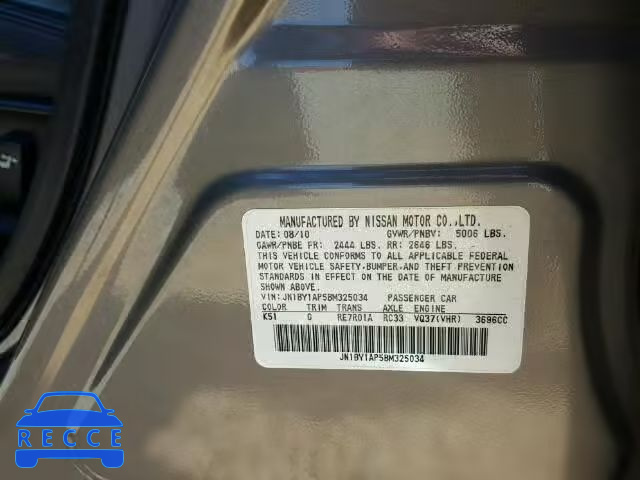 MANUFACTURED BY NISSAN MOTOR CO.,LTD.
DATE: 08/10 GVWR/PNBV: 5006 LBS.
GAWR/PNBE FR: 2444 LBS. RR: 2646 LBS.
THIS VEHICLE CONFORMS TO ALL APPLICABLE FEDERAL
MOTOR VEHICLE SAFETY,BUMPER,AND THEFT PREVENTION
STANDARDS IN EFFECT ON THE DATE OF MANUFACTURE
SHOWN ABOVE.
VIN: JN1BY1AP5BM325034 PASSENGER CAR
COLOR TRIM TRANS AXLE ENGINE
K51 G RE7R01A RC33 VQ37(VHR) 3696CC
JN1BY1AP5BM325034
RECCE